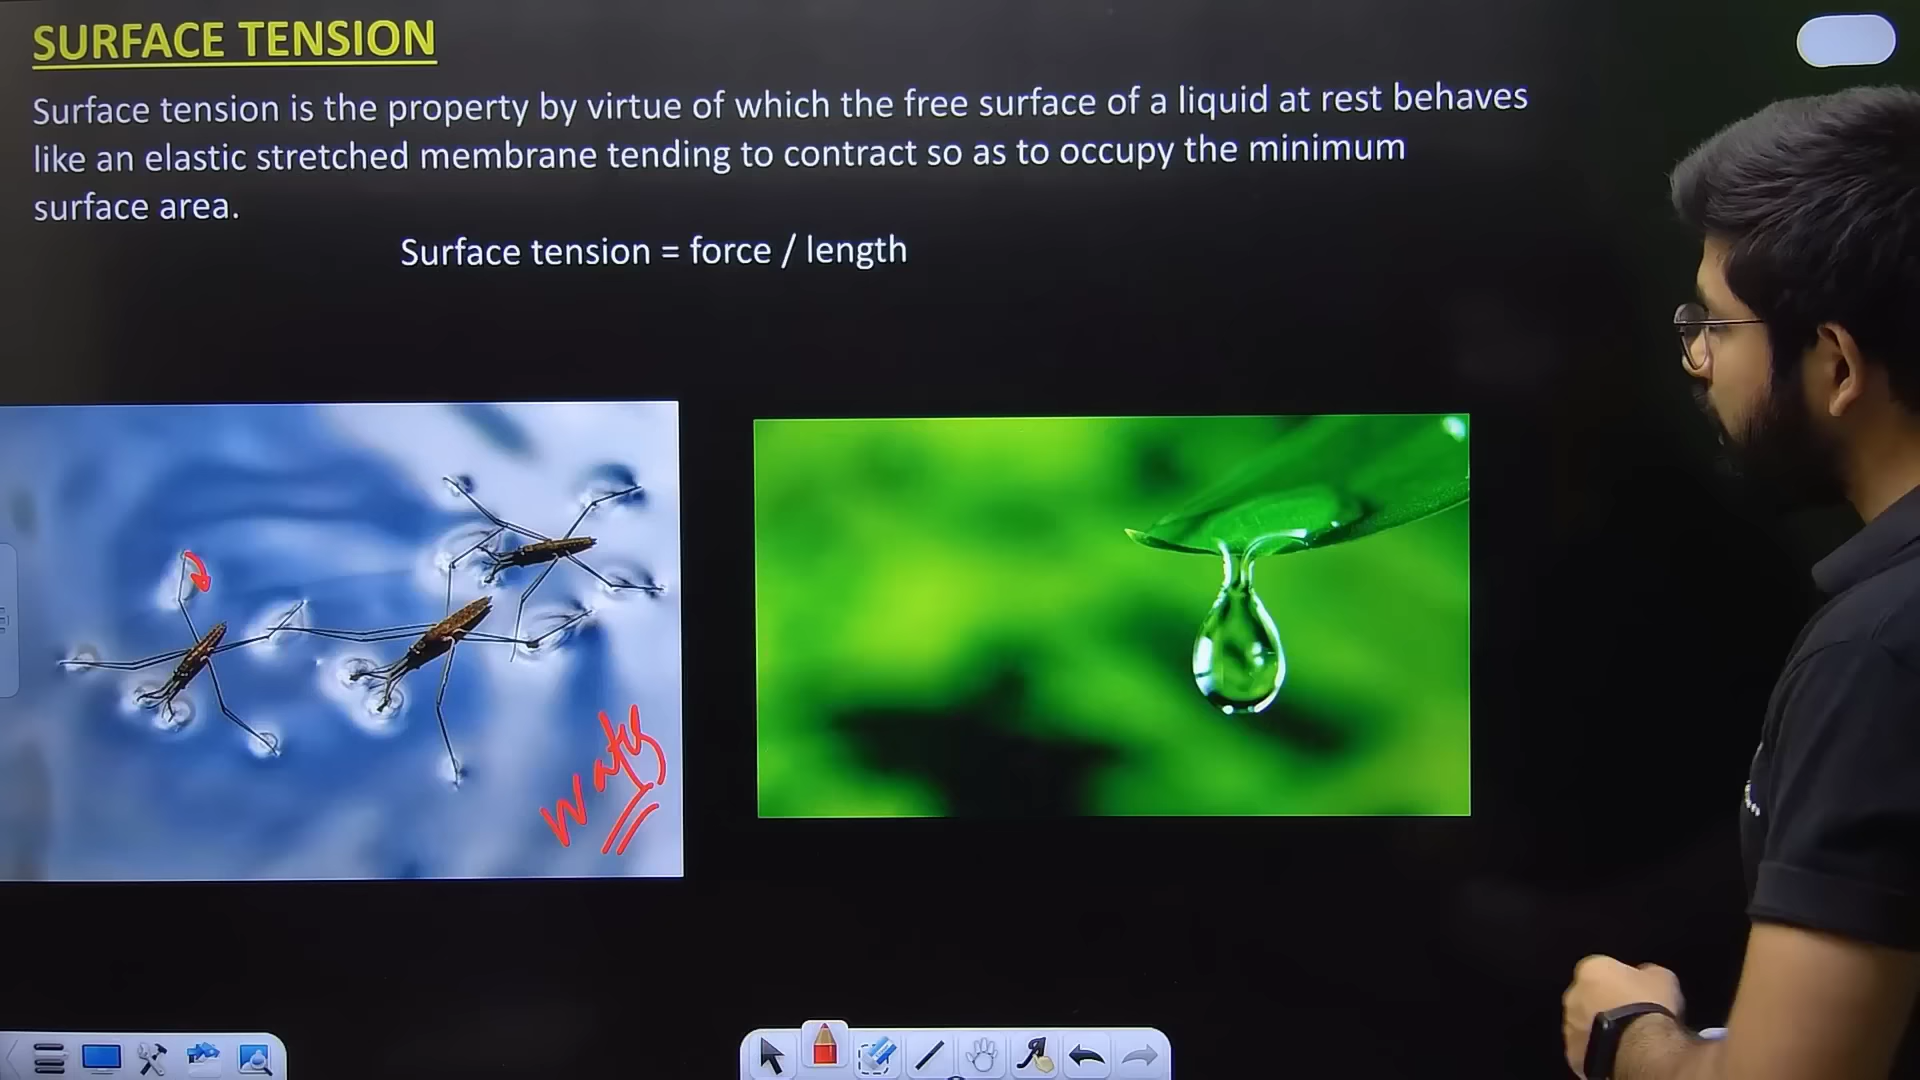 SURFACE TENSION
Surface tension is the property by virtue of which the free surface of a liquid at rest behaves
like an elastic stretched membrane tending to contract so as to occupy the minimum
surface area.
Surface tension = force / length
water